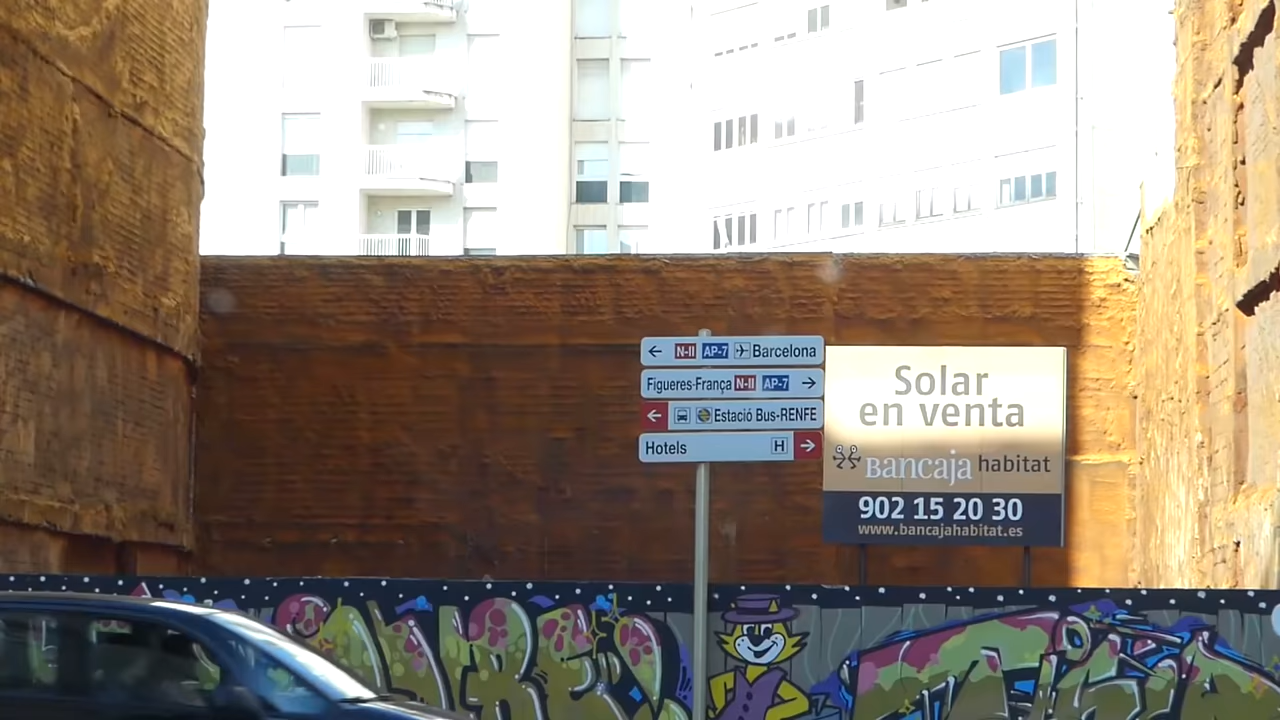 N-II AP-7 Barcelona
Figueres-França N-II AP-7
Estació Bus-RENFE
Hotels H
Solar
en venta
Bancaja habitat
902 15 20 30
www.bancajahabitat.es